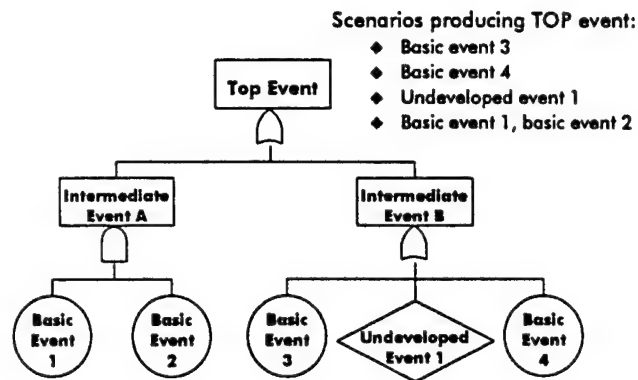 Scenarios producing TOP event:
◆ Basic event 3
◆ Basic event 4
◆ Undeveloped event 1
◆ Basic event 1, basic event 2
Top Event
Intermediate
Event A
Intermediate
Event B
Basic
Event
1
Basic
Event
2
Basic
Event
3
Undeveloped
Event 1
Basic
Event
4